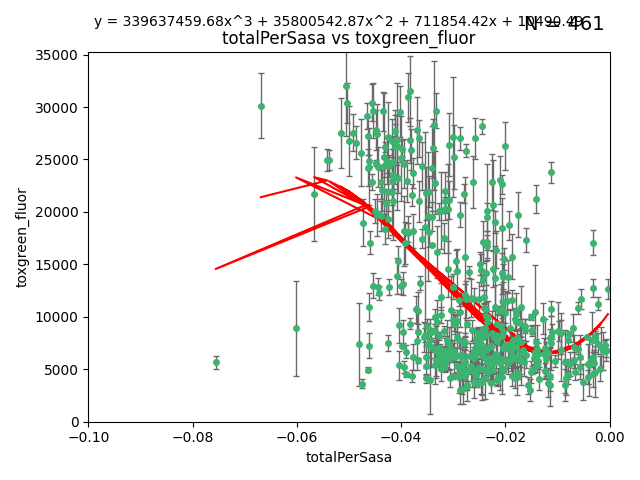 y = 339637459.68x^3 + 35800542.87x^2 + 711854.42x + 10490.49
N = 461
totalPerSasa vs toxgreen_fluor
35000
30000
25000
20000
15000
10000
5000
0
toxgreen_fluor
−0.10 −0.08 −0.06 −0.04 −0.02 0.00
totalPerSasa